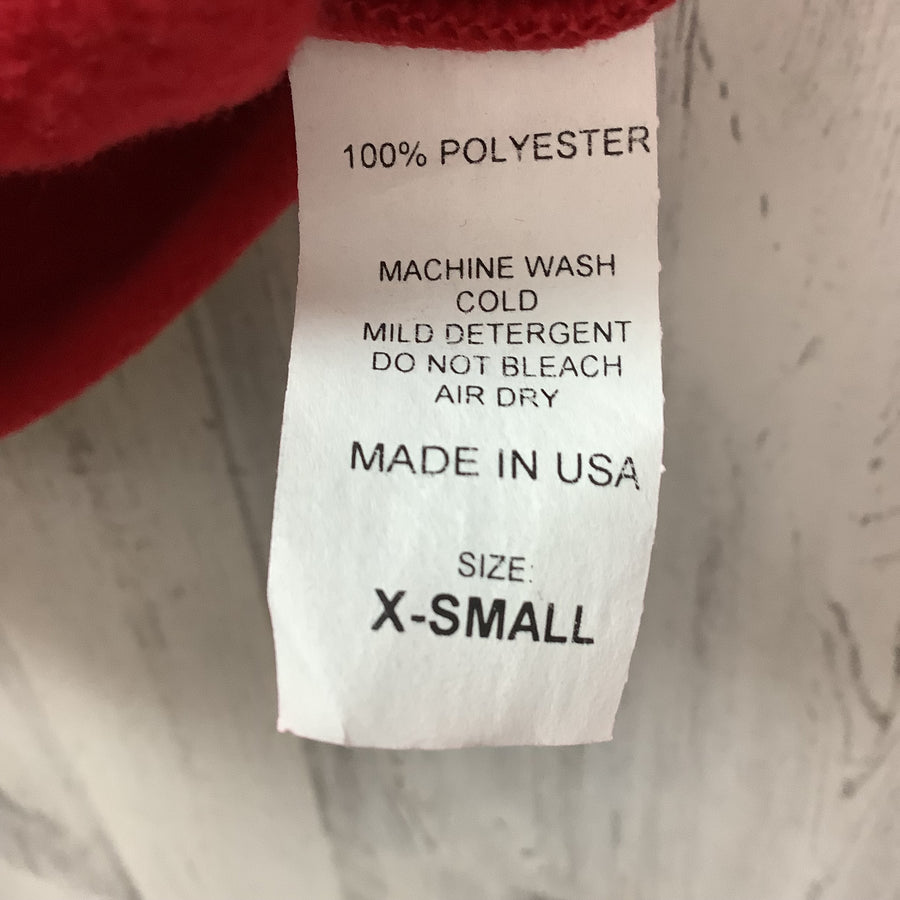 100% POLYESTER
MACHINE WASH
COLD
MILD DETERGENT
DO NOT BLEACH
AIR DRY
MADE IN USA
SIZE:
X-SMALL